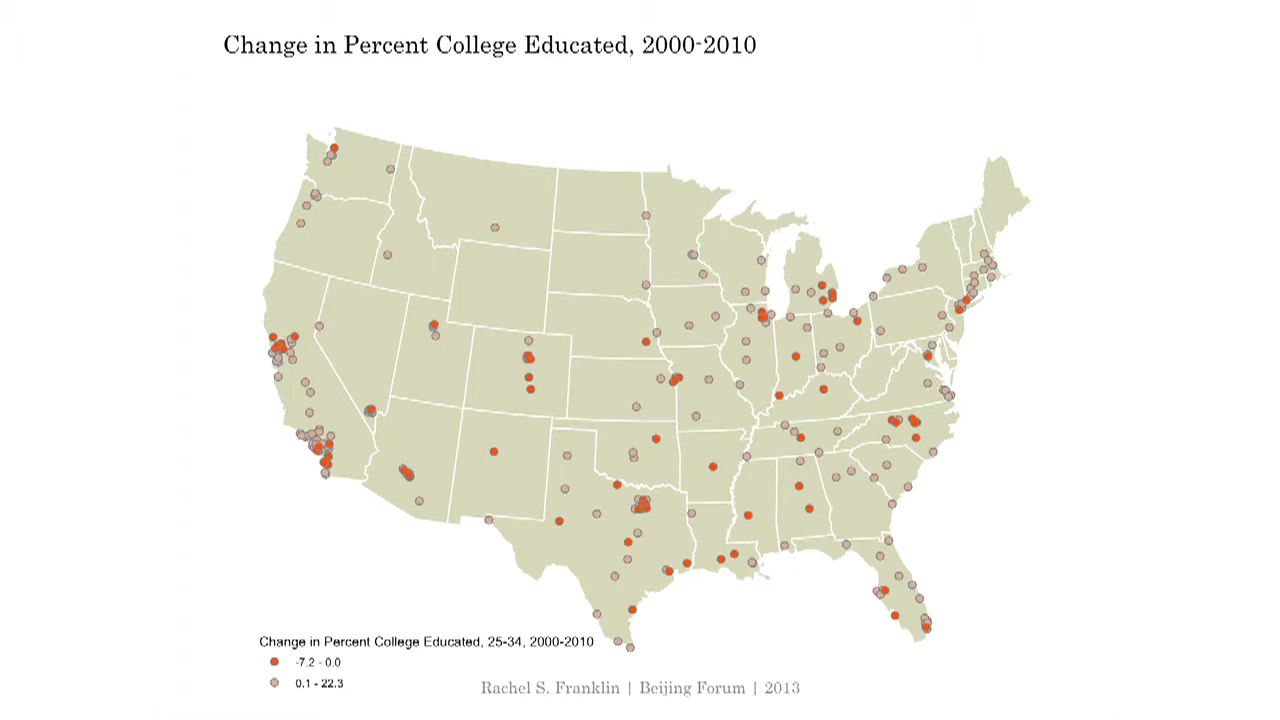 Change in Percent College Educated, 2000-2010
Change in Percent College Educated, 25-34, 2000-2010
-7.2 - 0.0
0.1 - 22.3
Rachel S. Franklin | Beijing Forum | 2013